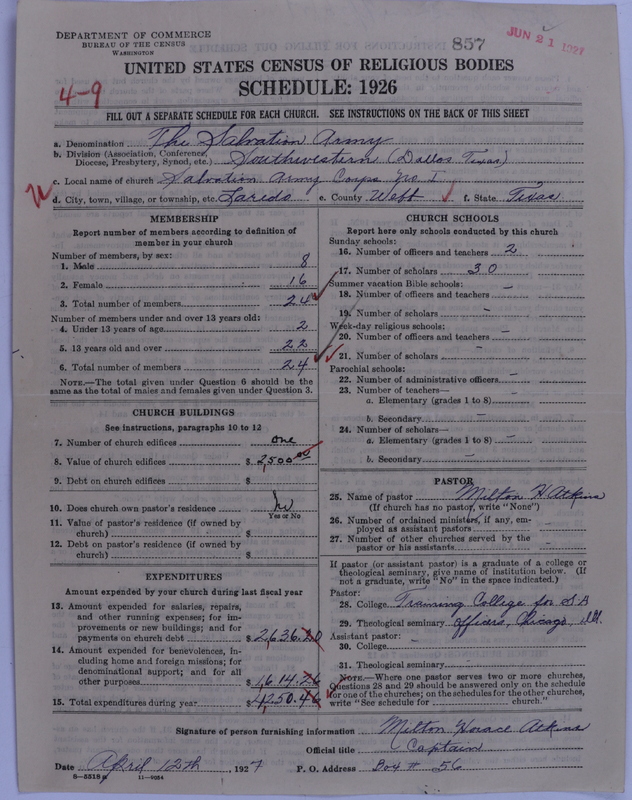 DEPARTMENT OF COMMERCE
BUREAU OF THE CENSUS
WASHINGTON
857
JUN 21 1927
UNITED STATES CENSUS OF RELIGIOUS BODIES
SCHEDULE: 1926
4-9
FILL OUT A SEPARATE SCHEDULE FOR EACH CHURCH. SEE INSTRUCTIONS ON THE BACK OF THIS SHEET
a. Denomination The Salvation Army
b. Division (Association, Conference, Diocese, Presbytery, Synod, etc.) Southwestern (Dallas Texas)
c. Local name of church Salvation Army Corps No. I
d. City, town, village, or township, etc. Laredo e. County Webb f. State Texas
MEMBERSHIP
Report number of members according to definition of
member in your church
Number of members, by sex:
1. Male 8
2. Female 16
3. Total number of members 24
Number of members under and over 13 years old:
4. Under 13 years of age 2
5. 13 years old and over 22
6. Total number of members 24
NOTE.—The total given under Question 6 should be
same as the total of males and females given under Question 3.
CHURCH BUILDINGS
See instructions, paragraphs 10 to 12
7. Number of church edifices one
8. Value of church edifices $ 2,500 00
9. Debt on church edifices $
10. Does church own pastor's residence No
Yes or No
11. Value of pastor's residence (if owned by
church) $
12. Debt on pastor's residence (if owned by
church) $
EXPENDITURES
Amount expended by your church during last fiscal year
13. Amount expended for salaries, repairs,
and other running expenses; for im-
provements or new buildings; and for
payments on church debt $ 2,636.20
14. Amount expended for benevolences, in-
cluding home and foreign missions; for
denominational support; and for all
other purposes $ 1,614.26
15. Total expenditures during year $ 4250.46
CHURCH SCHOOLS
Report here only schools conducted by this church
Sunday schools:
16. Number of officers and teachers 2
17. Number of scholars 30
Summer vacation Bible schools: –
18. Number of officers and teachers
19. Number of scholars –
Week-day religious schools:
20. Number of officers and teachers –
21. Number of scholars –
Parochial schools:
22. Number of administrative officers –
23. Number of teachers—
a. Elementary (grades 1 to 8)
b. Secondary –
24. Number of scholars—
a. Elementary (grades 1 to 8) –
b. Secondary –
PASTOR
25. Name of pastor Milton H Atkins
(If church has no pastor, write "None")
26. Number of ordained ministers, if any, em-
ployed as assistant pastors –
27. Number of other churches served by the
pastor or his assistants –
If pastor (or assistant pastor) is a graduate of a college or
theological seminary, give name of institution below. (If
not a graduate, write "No" in the space indicated.)
Pastor:
28. College Training College for S.A
29. Theological seminary officers, Chicago, Ill.
Assistant pastor: –
30. College
31. Theological seminary –
NOTE.—Where one pastor serves two or more churches,
Questions 28 and 29 should be answered only on the schedule
for one of the churches; on the schedules for the other churches,
write "See schedule for church."
Signature of person furnishing information Milton Horace Atkins
Official title Captain
Date April 12th, 1927 P. O. Address Box # 56
11-9054